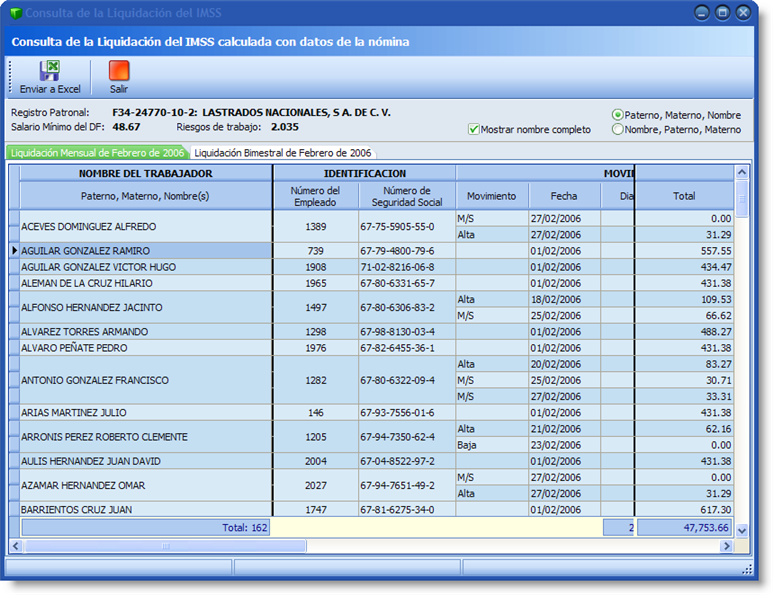 Consulta de la Liquidación del IMSS
Consulta de la Liquidación del IMSS calculada con datos de la nómina
Enviar a Excel Salir
Registro Patronal: F34-24770-10-2: LASTRADOS NACIONALES, S A. DE C. V.
Salario Mínimo del DF: 48.67 Riesgos de trabajo: 2.035
Mostrar nombre completo
Paterno, Materno, Nombre
Nombre, Paterno, Materno
Liquidación Mensual de Febrero de 2006 Liquidación Bimestral de Febrero de 2006
NOMBRE DEL TRABAJADOR IDENTIFICACION MOVI
Paterno, Materno, Nombre(s) Número del Empleado Número de Seguridad Social Movimiento Fecha Dia Total
ACEVES DOMINGUEZ ALFREDO 1389 67-75-5905-55-0 M/S 27/02/2006 0.00
Alta 27/02/2006 31.29
AGUILAR GONZALEZ RAMIRO 739 67-79-4800-79-6 01/02/2006 557.55
AGUILAR GONZALEZ VICTOR HUGO 1908 71-02-8216-06-8 01/02/2006 434.47
ALEMAN DE LA CRUZ HILARIO 1965 67-80-6331-65-7 01/02/2006 431.38
ALFONSO HERNANDEZ JACINTO 1497 67-80-6306-83-2 Alta 18/02/2006 109.53
M/S 25/02/2006 66.62
ALVAREZ TORRES ARMANDO 1298 67-98-8130-03-4 01/02/2006 488.27
ALVARO PEÑATE PEDRO 1976 67-82-6455-36-1 01/02/2006 431.38
ANTONIO GONZALEZ FRANCISCO 1282 67-80-6322-09-4 Alta 20/02/2006 83.27
M/S 25/02/2006 30.71
M/S 27/02/2006 33.31
ARIAS MARTINEZ JULIO 146 67-93-7556-01-6 01/02/2006 431.38
ARRONIS PEREZ ROBERTO CLEMENTE 1205 67-94-7350-62-4 Alta 21/02/2006 62.16
Baja 23/02/2006 0.00
AULIS HERNANDEZ JUAN DAVID 2004 67-04-8522-97-2 01/02/2006 431.38
AZAMAR HERNANDEZ OMAR 2027 67-94-7651-49-2 M/S 27/02/2006 0.00
Alta 27/02/2006 31.29
BARRIENTOS CRUZ JUAN 1747 67-81-6275-34-0 01/02/2006 617.30
Total: 162 2 47,753.66